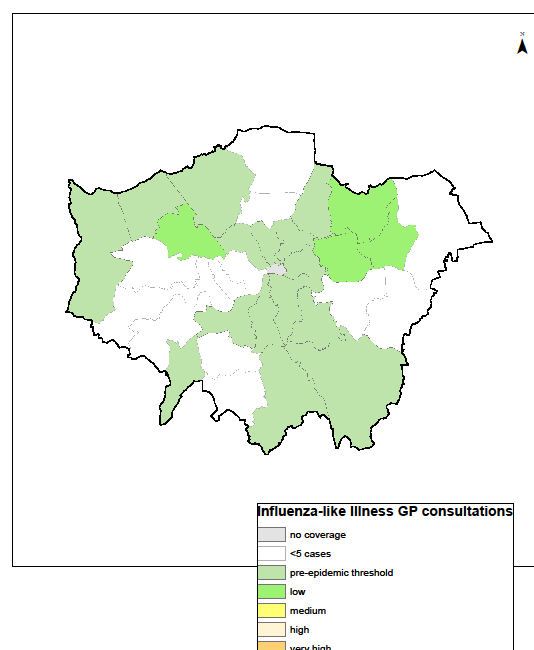 N
Influenza-like Illness GP consultations
no coverage
<5 cases
pre-epidemic threshold
low
medium
high
very high